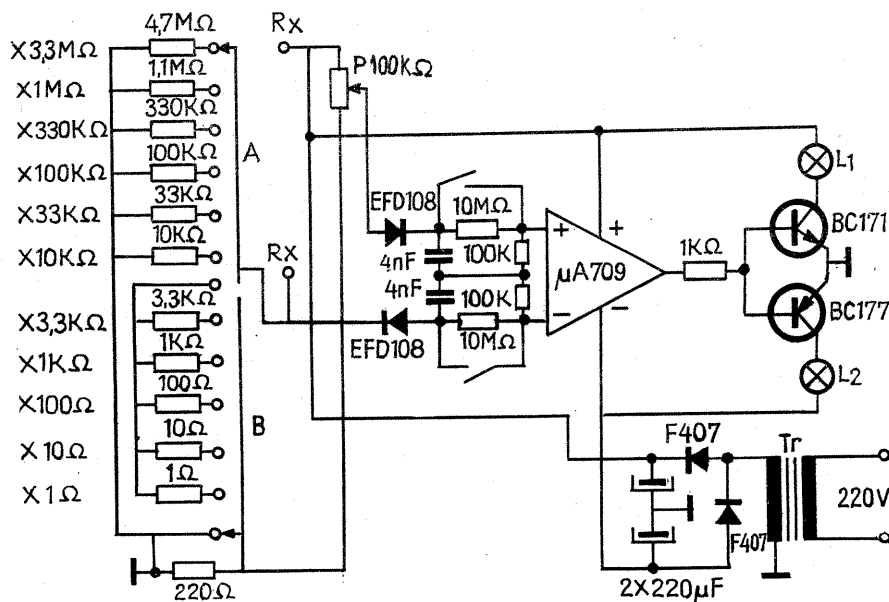 4,7MΩ
X3,3MΩ
1,1MΩ
X1MΩ
330KΩ
X330KΩ
100KΩ
X100KΩ
33KΩ
X33KΩ
10KΩ
X10KΩ
A
3,3KΩ
X3,3KΩ
1KΩ
X1KΩ
100Ω
X100Ω
10Ω
X10Ω
1Ω
X1Ω
B
220Ω
Rx
P100KΩ
Rx
EFD108
10MΩ
100K
4nF
4nF
100K
10MΩ
EFD108
+
+
μA709
−
−
1KΩ
L1
BC171
BC177
L2
F407
Tr
220V
F407
2X220μF